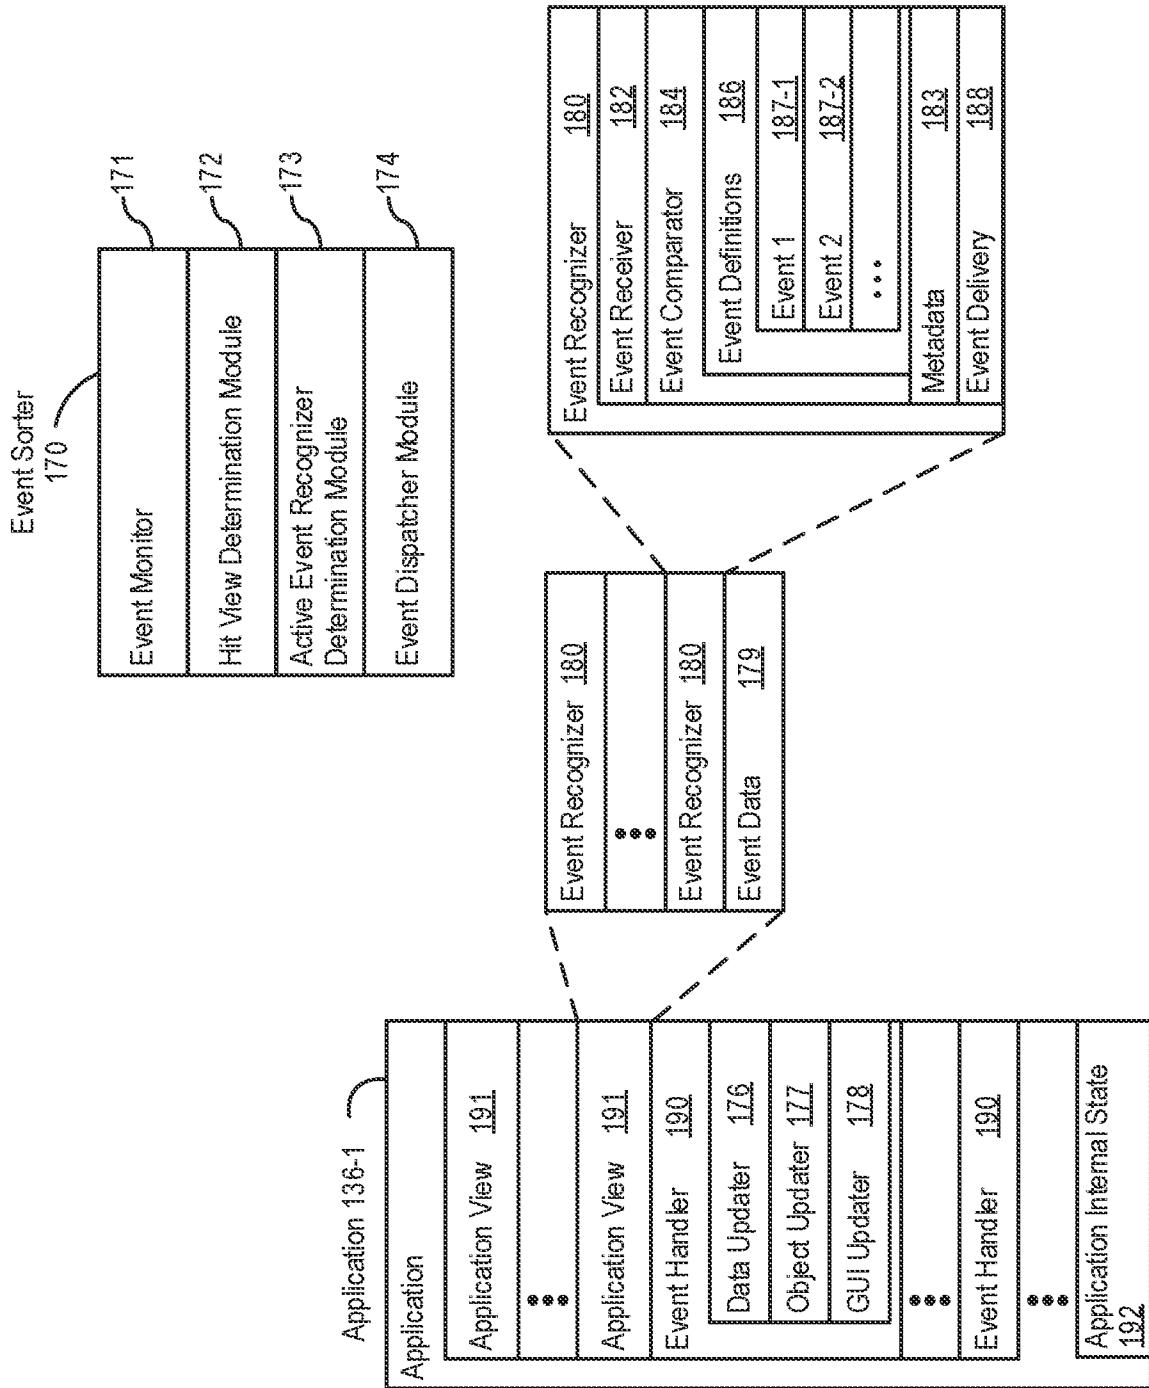 Event Sorter
170
Event Monitor
171
Hit View Determination Module
172
Active Event Recognizer
Determination Module
173
Event Dispatcher Module
174
Application 136-1
Application
Application View 191
•••
Application View 191
Event Handler 190
Data Updater 176
Object Updater 177
GUI Updater 178
•••
Event Handler 190
•••
Application Internal State
192
Event Recognizer 180
•••
Event Recognizer 180
Event Data 179
Event Recognizer 180
Event Receiver 182
Event Comparator 184
Event Definitions 186
Event 1 187-1
Event 2 187-2
•••
Metadata 183
Event Delivery 188